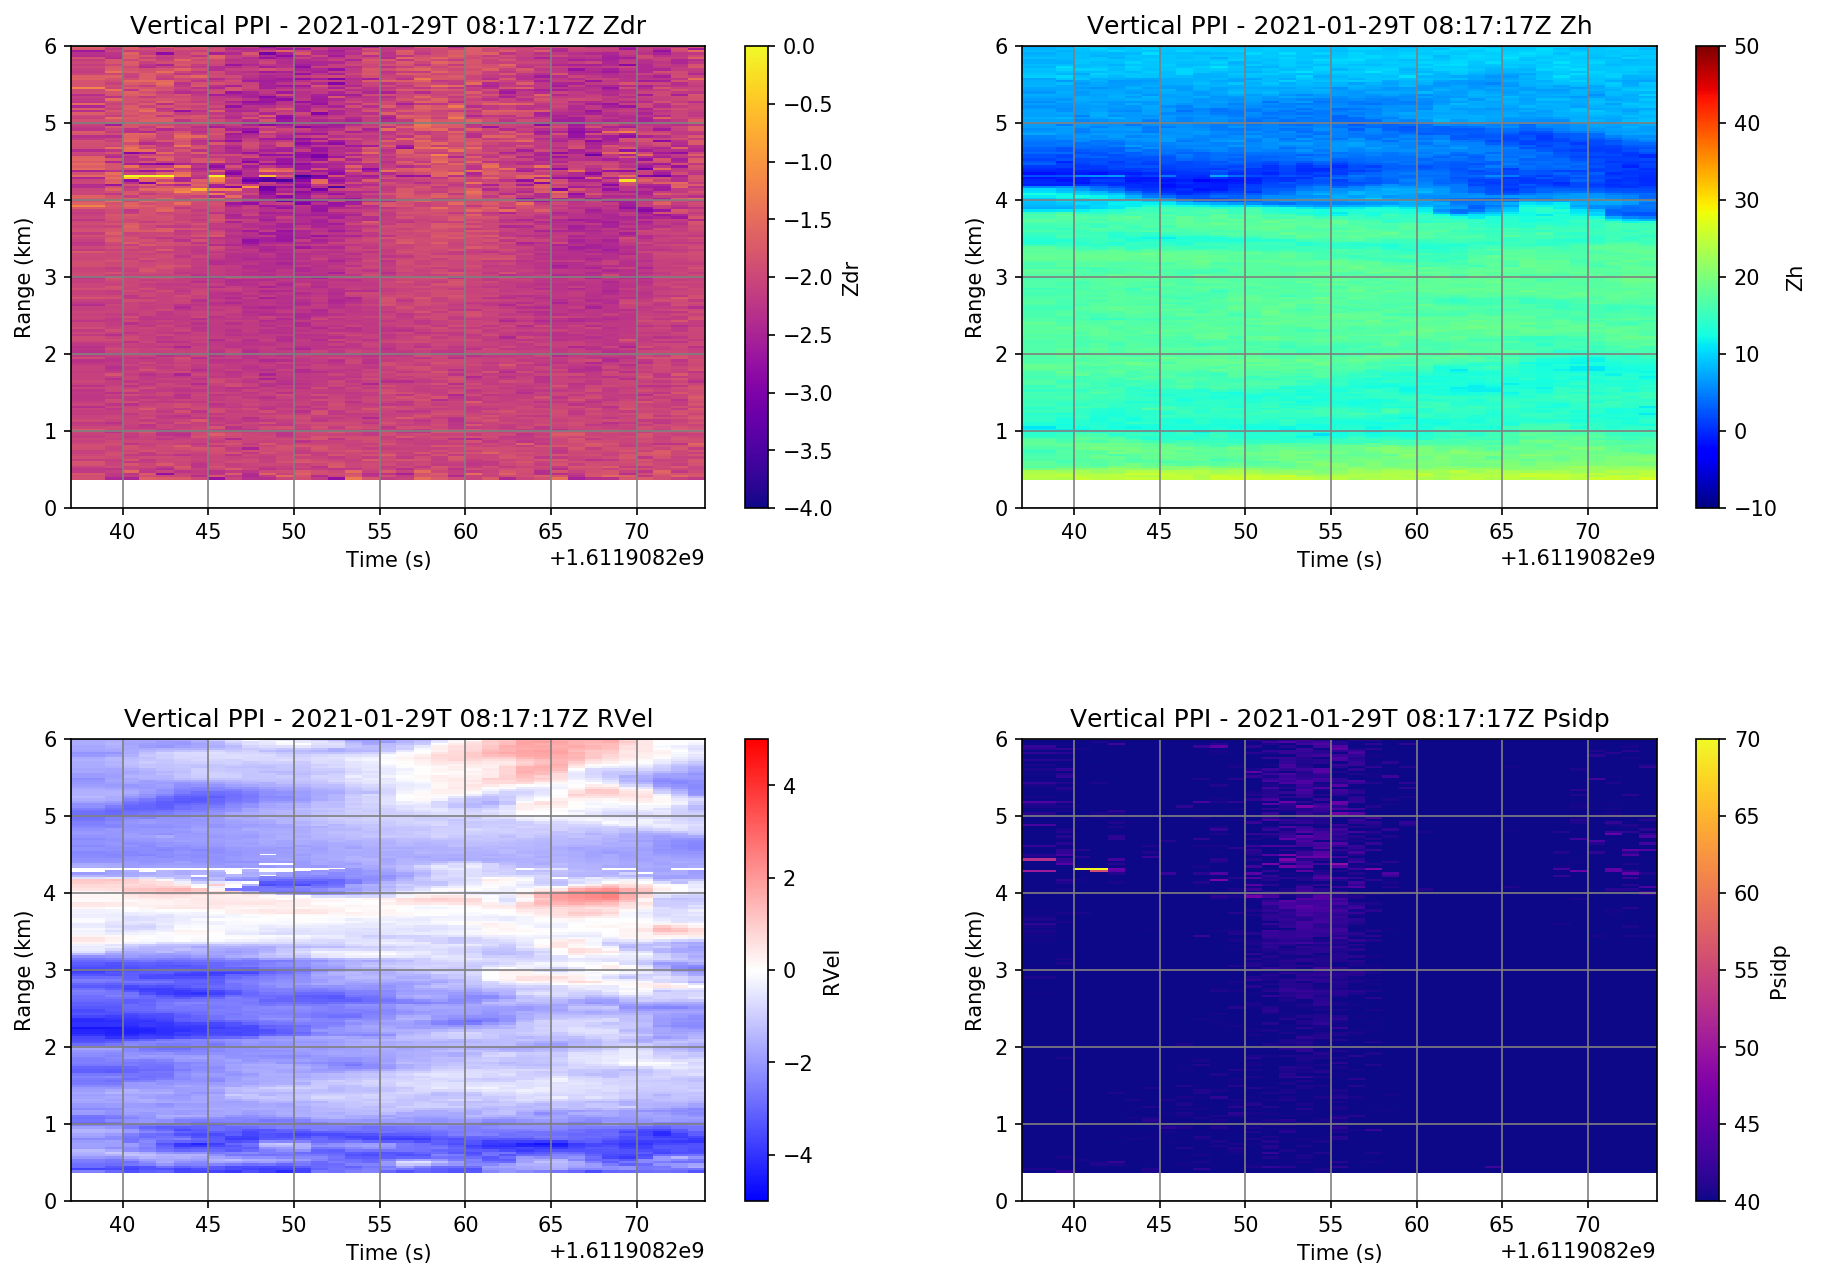 Vertical PPI - 2021-01-29T 08:17:17Z Zdr
6
5
4
3
2
1
0
Range (km)
40 45 50 55 60 65 70
Time (s)
+1.61119082e9
0.0
−0.5
−1.0
−1.5
−2.0
−2.5
−3.0
−3.5
−4.0
Zdr
Vertical PPI - 2021-01-29T 08:17:17Z Zh
6
5
4
3
2
1
0
Range (km)
40 45 50 55 60 65 70
Time (s)
+1.61119082e9
50
40
30
20
10
0
−10
Zh
Vertical PPI - 2021-01-29T 08:17:17Z RVel
6
5
4
3
2
1
0
Range (km)
40 45 50 55 60 65 70
Time (s)
+1.61119082e9
4
2
0
−2
−4
RVel
Vertical PPI - 2021-01-29T 08:17:17Z Psidp
6
5
4
3
2
1
0
Range (km)
40 45 50 55 60 65 70
Time (s)
+1.61119082e9
70
65
60
55
50
45
40
Psidp